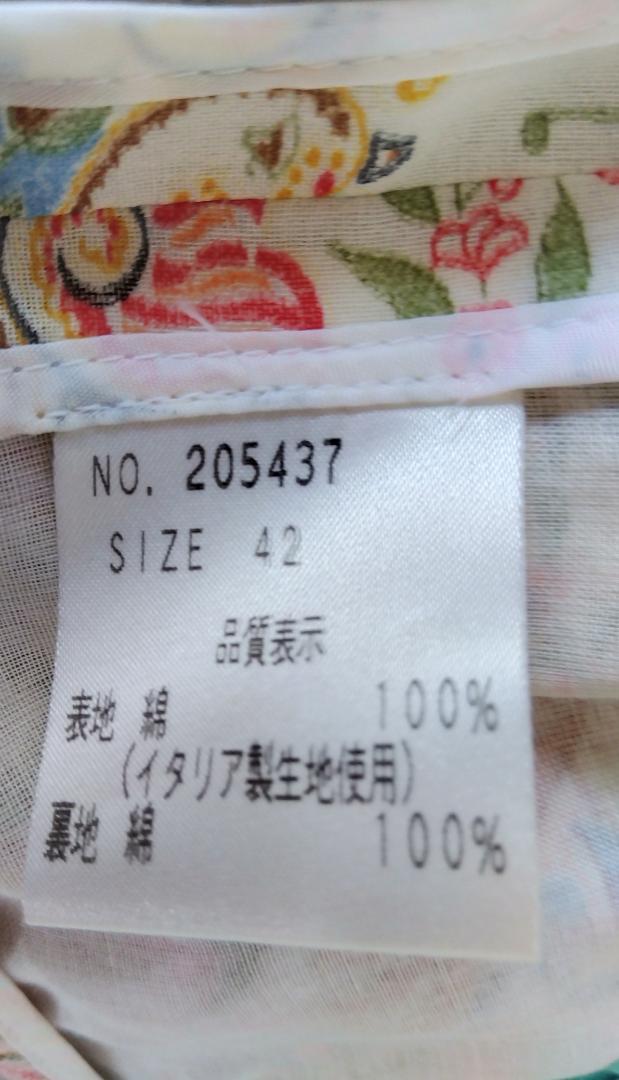 NO. 205437
SIZE 42
品質表示
表地 綿 100%
(イタリア製生地使用)
裏地 綿 100%